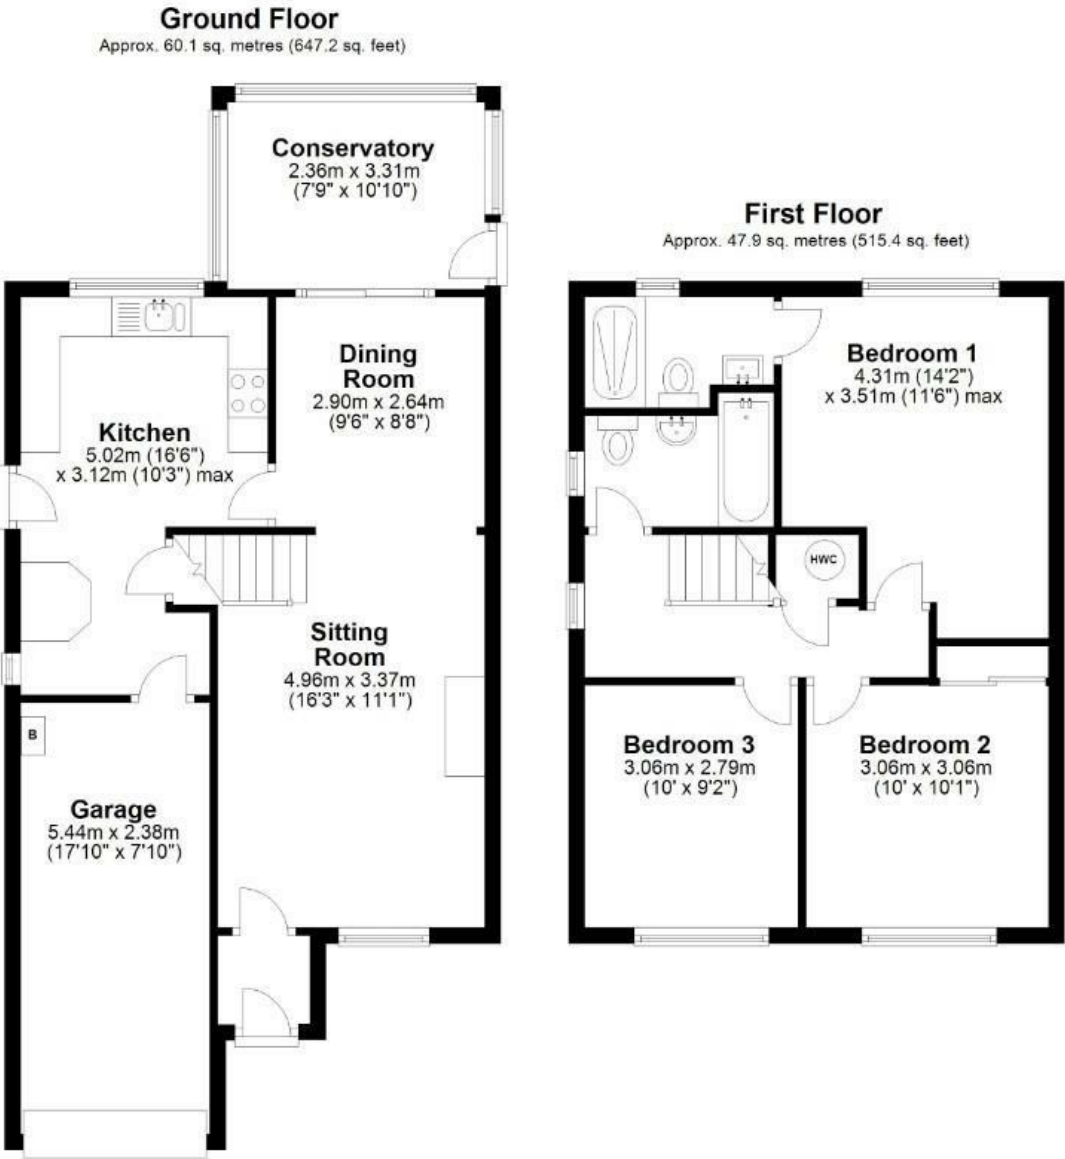 Ground Floor
Approx. 60.1 sq. metres (647.2 sq. feet)
Conservatory
2.36m x 3.31m
(7'9" x 10'10")
Dining
Room
2.90m x 2.64m
(9'6" x 8'8")
Kitchen
5.02m (16'6")
x 3.12m (10'3") max
Sitting
Room
4.96m x 3.37m
(16'3" x 11'1")
B
Garage
5.44m x 2.38m
(17'10" x 7'10")
First Floor
Approx. 47.9 sq. metres (515.4 sq. feet)
Bedroom 1
4.31m (14'2")
x 3.51m (11'6") max
HWC
Bedroom 3
3.06m x 2.79m
(10' x 9'2")
Bedroom 2
3.06m x 3.06m
(10' x 10'1")